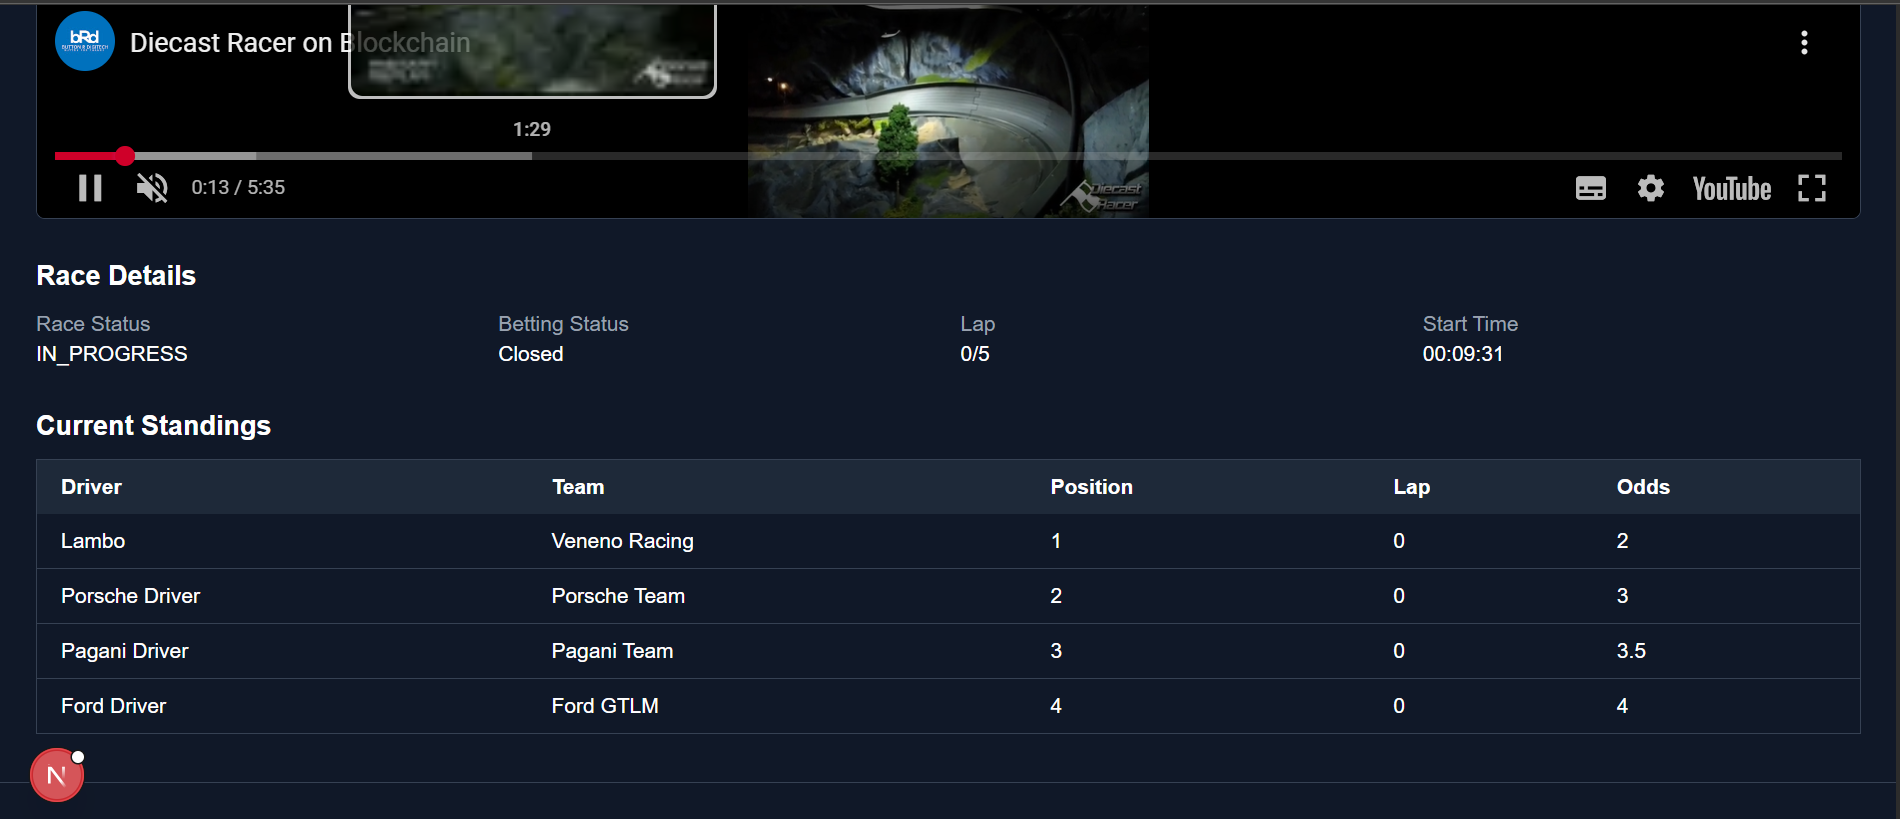 bRd
Diecast Racer on Blockchain
1:29
0:13 / 5:35
Diecast
Racer
YouTube
Race Details
Race Status Betting Status Lap Start Time
IN_PROGRESS Closed 0/5 00:09:31
Current Standings
Driver Team Position Lap Odds
Lambo Veneno Racing 1 0 2
Porsche Driver Porsche Team 2 0 3
Pagani Driver Pagani Team 3 0 3.5
Ford Driver Ford GTLM 4 0 4
N